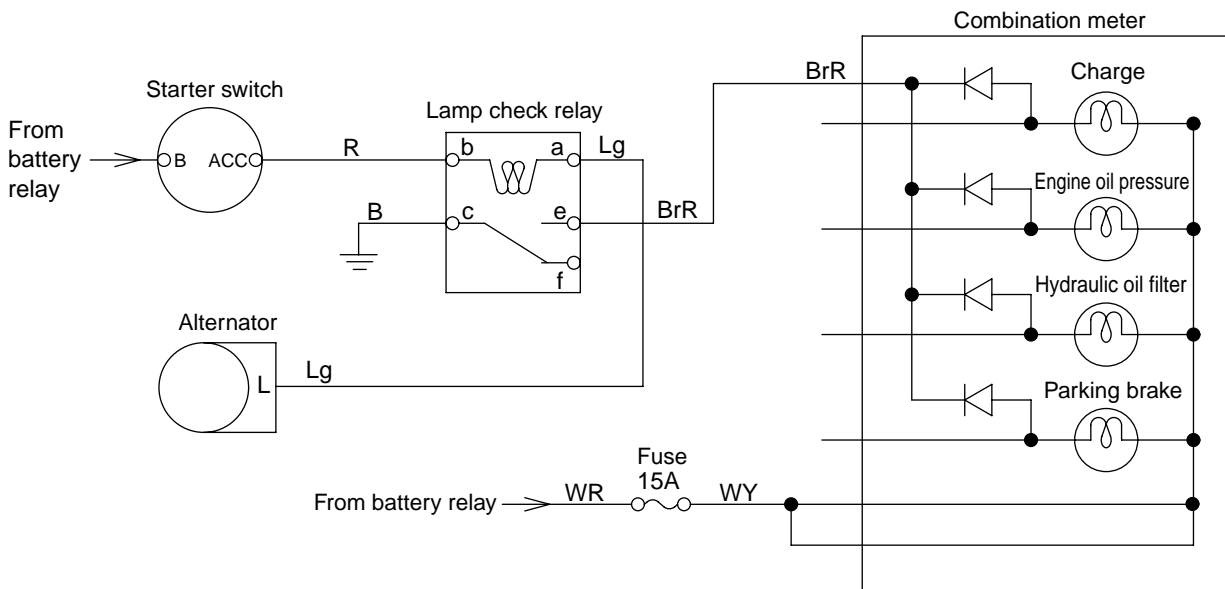 Combination meter
BrR
Charge
Starter switch
Lamp check relay
From
battery
relay
B
ACC
R
b
a
Lg
Engine oil pressure
B
c
e
BrR
f
Hydraulic oil filter
Alternator
L
Lg
Parking brake
Fuse
15A
From battery relay
WR
WY